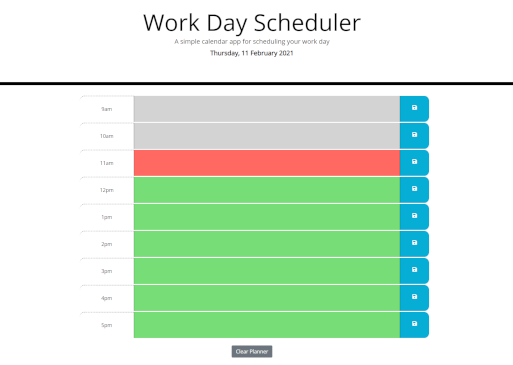 Work Day Scheduler
A simple calendar app for scheduling your work day
Thursday, 11 February 2021
9am
10am
11am
12pm
1pm
2pm
3pm
4pm
5pm
Clear Planner